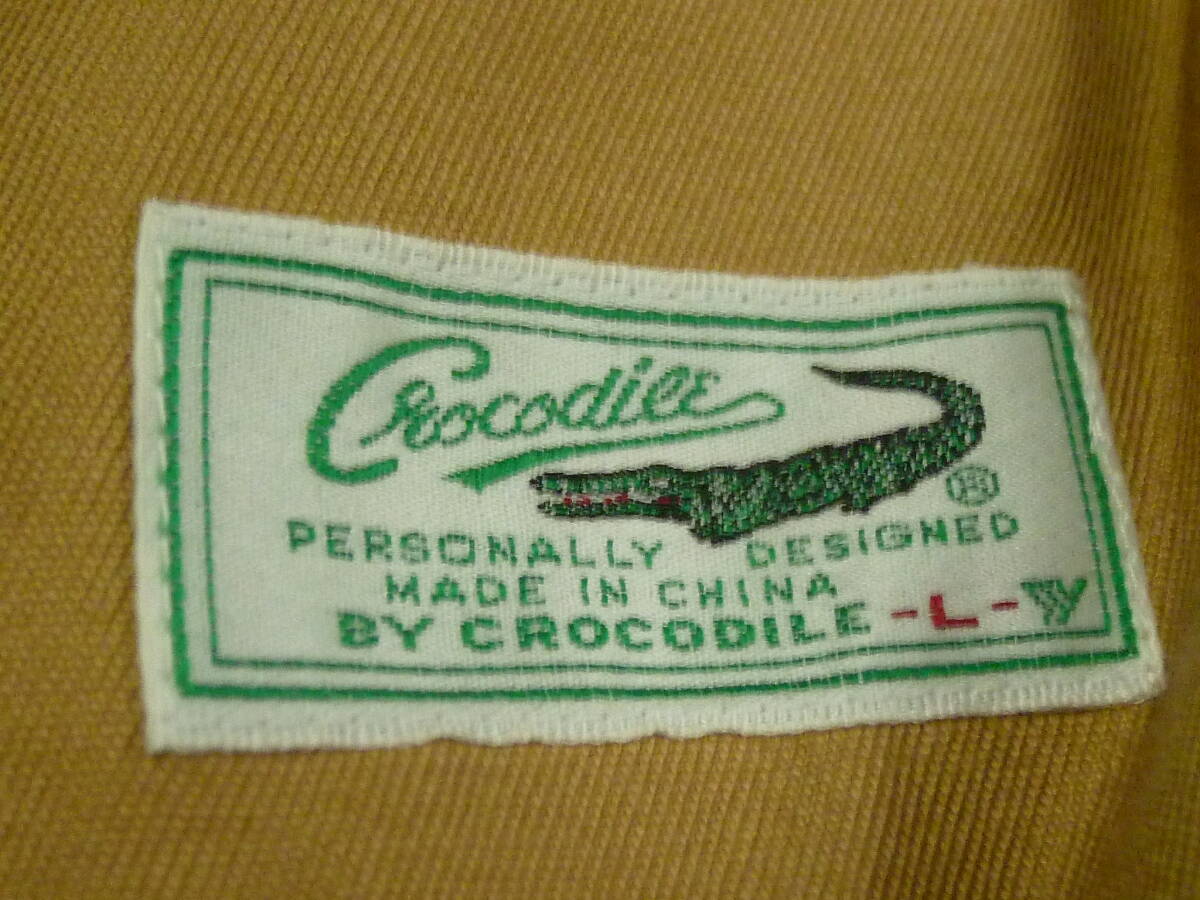 Crocodile
®
PERSONALLY DESIGNED
MADE IN CHINA
BY CROCODILE -L-